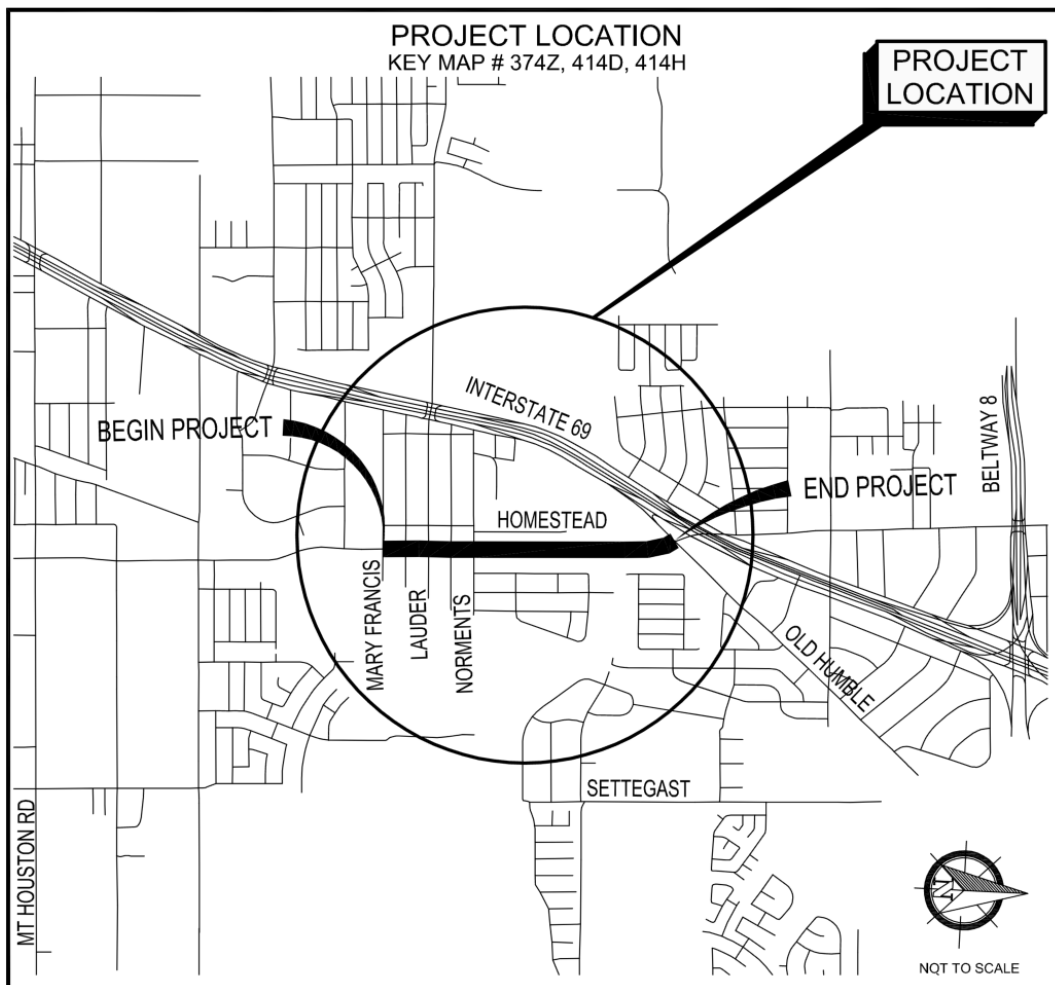 PROJECT LOCATION
KEY MAP # 374Z, 414D, 414H
PROJECT
LOCATION
INTERSTATE 69
BEGIN PROJECT
BELTWAY 8
END PROJECT
HOMESTEAD
MARY FRANCIS
LAUDER
NORMENTS
OLD HUMBLE
SETTEGAST
MT HOUSTON RD
N
NOT TO SCALE